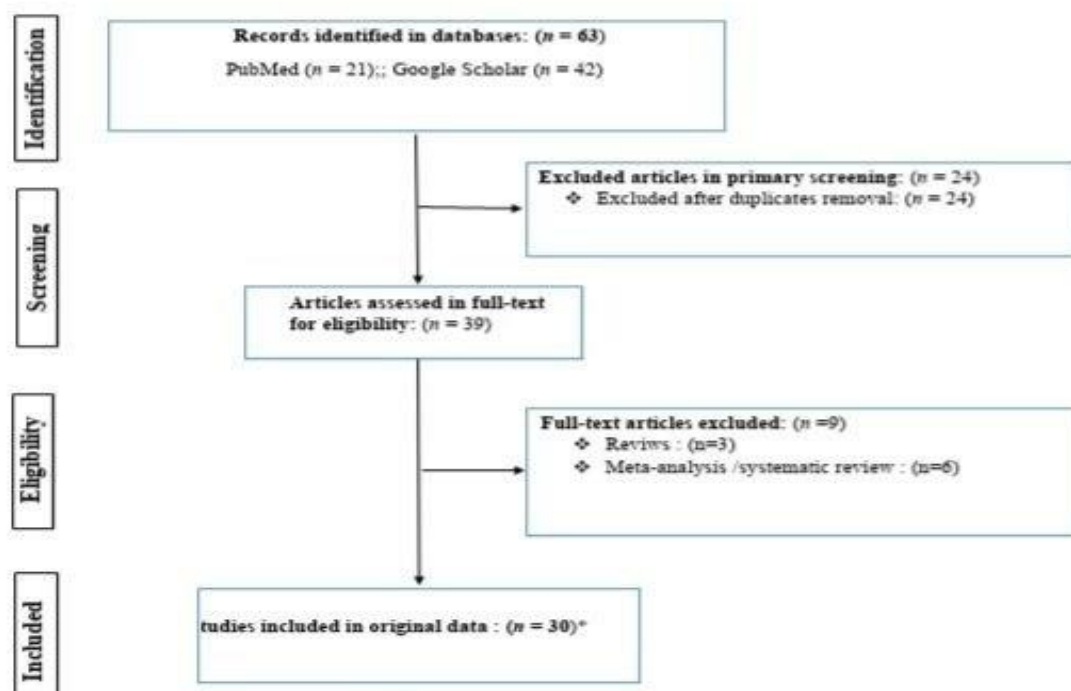 Identification
Records identified in databases: (n = 63)
PubMed (n = 21);; Google Scholar (n = 42)
Screening
Excluded articles in primary screening: (n = 24)
❖ Excluded after duplicates removal: (n = 24)
Articles assessed in full-text
for eligibility: (n = 39)
Eligibility
Full-text articles excluded: (n =9)
❖ Reviws : (n=3)
❖ Meta-analysis /systematic review : (n=6)
Included
tudies included in original data : (n = 30)*